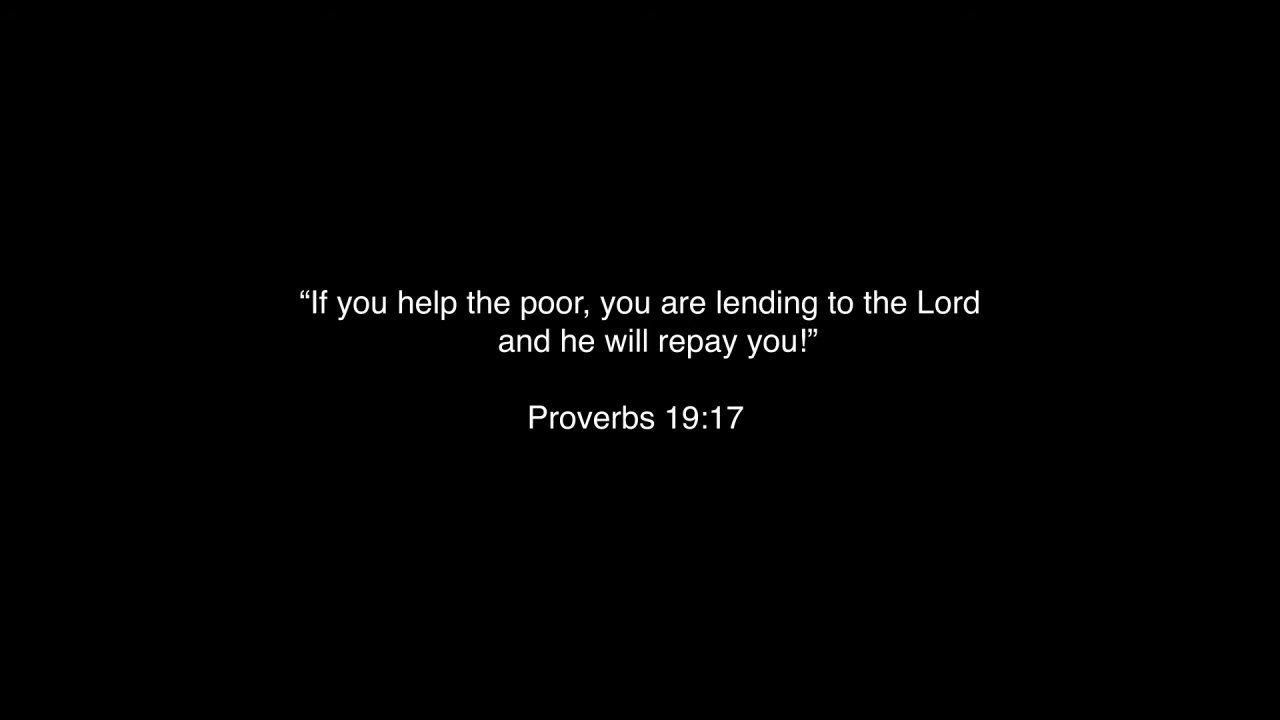 “If you help the poor, you are lending to the Lord
and he will repay you!”
Proverbs 19:17